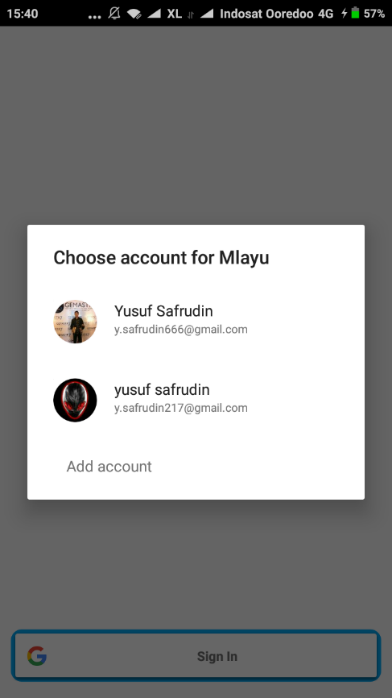 15:40 ... XL Indosat Ooredoo 4G 57%
Choose account for Mlayu
Yusuf Safrudin
y.safrudin666@gmail.com
yusuf safrudin
y.safrudin217@gmail.com
Add account
Sign In